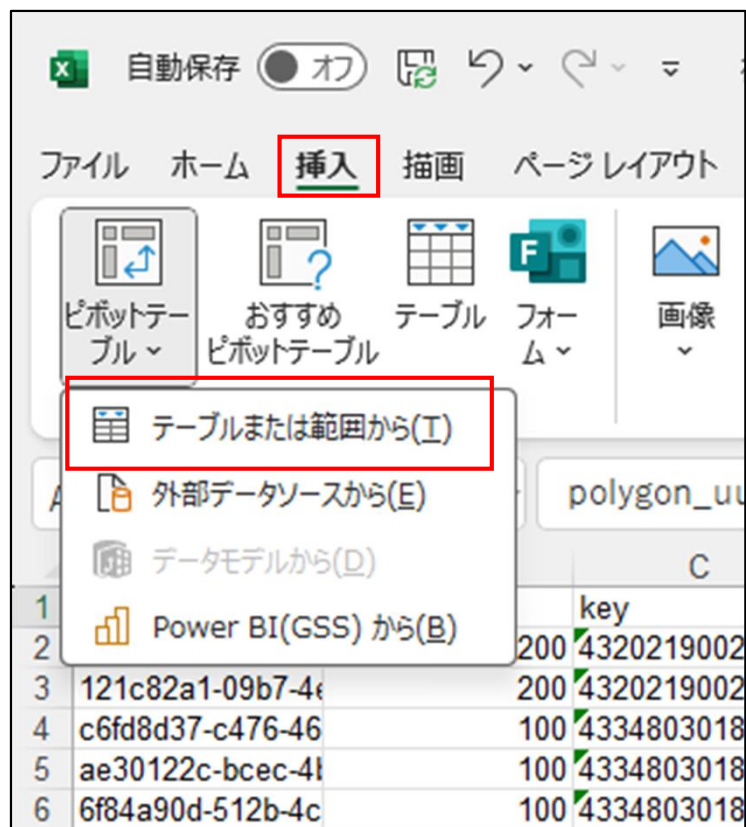 自動保存 オフ
ファイル ホーム 挿入 描画 ページ レイアウト
ピボットテー
ブル
おすすめ
ピボットテーブル
テーブル
フォー
ム
画像
テーブルまたは範囲から(T)
外部データソースから(E)
データモデルから(D)
Power BI(GSS) から(B)
polygon_uu
C
1 key
2 200 4320219002
3 121c82a1-09b7-4e 200 4320219002
4 c6fd8d37-c476-46 100 4334803018
5 ae30122c-bcec-4 100 4334803018
6 6f84a90d-512b-4c 100 4334803018